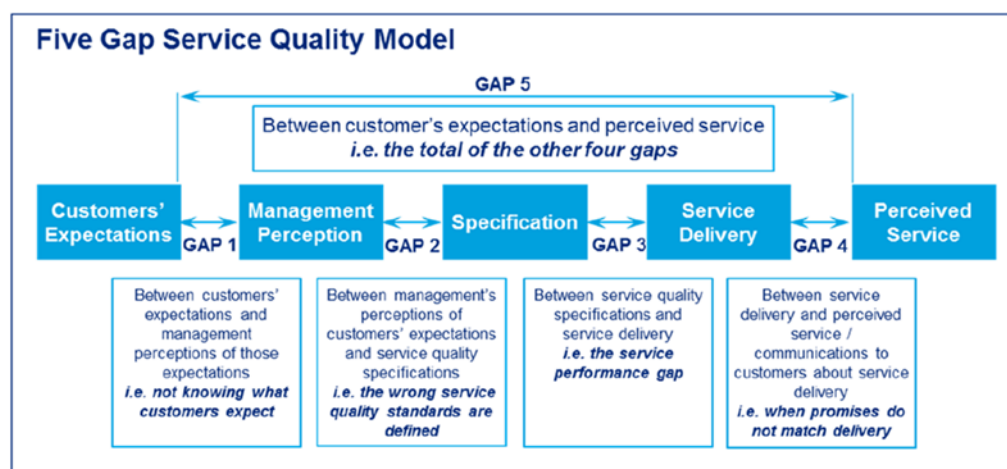 Five Gap Service Quality Model
GAP 5
Between customer's expectations and perceived service
i.e. the total of the other four gaps
Customers'
Expectations
GAP 1
Management
Perception
GAP 2
Specification
GAP 3
Service
Delivery
GAP 4
Perceived
Service
Between customers'
expectations and
management
perceptions of those
expectations
i.e. not knowing what
customers expect
Between management's
perceptions of
customers' expectations
and service quality
specifications
i.e. the wrong service
quality standards are
defined
Between service quality
specifications and
service delivery
i.e. the service
performance gap
Between service
delivery and perceived
service /
communications to
customers about service
delivery
i.e. when promises do
not match delivery